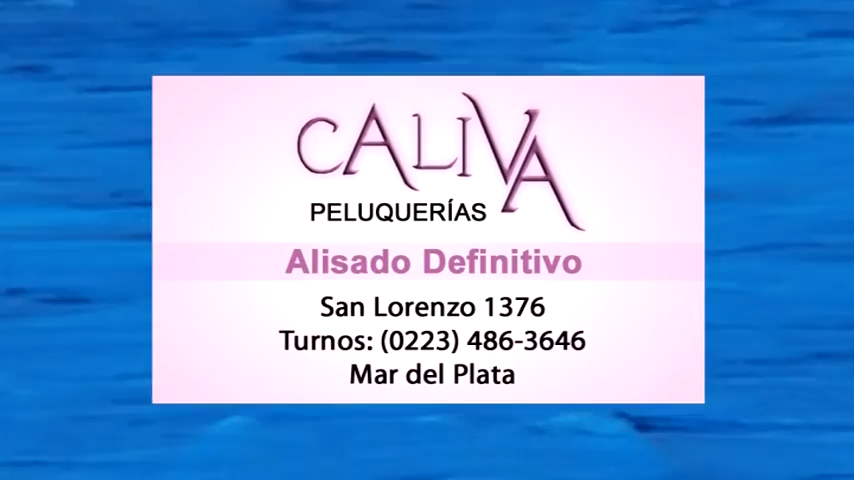 CALIVA
PELUQUERÍAS
Alisado Definitivo
San Lorenzo 1376
Turnos: (0223) 486-3646
Mar del Plata